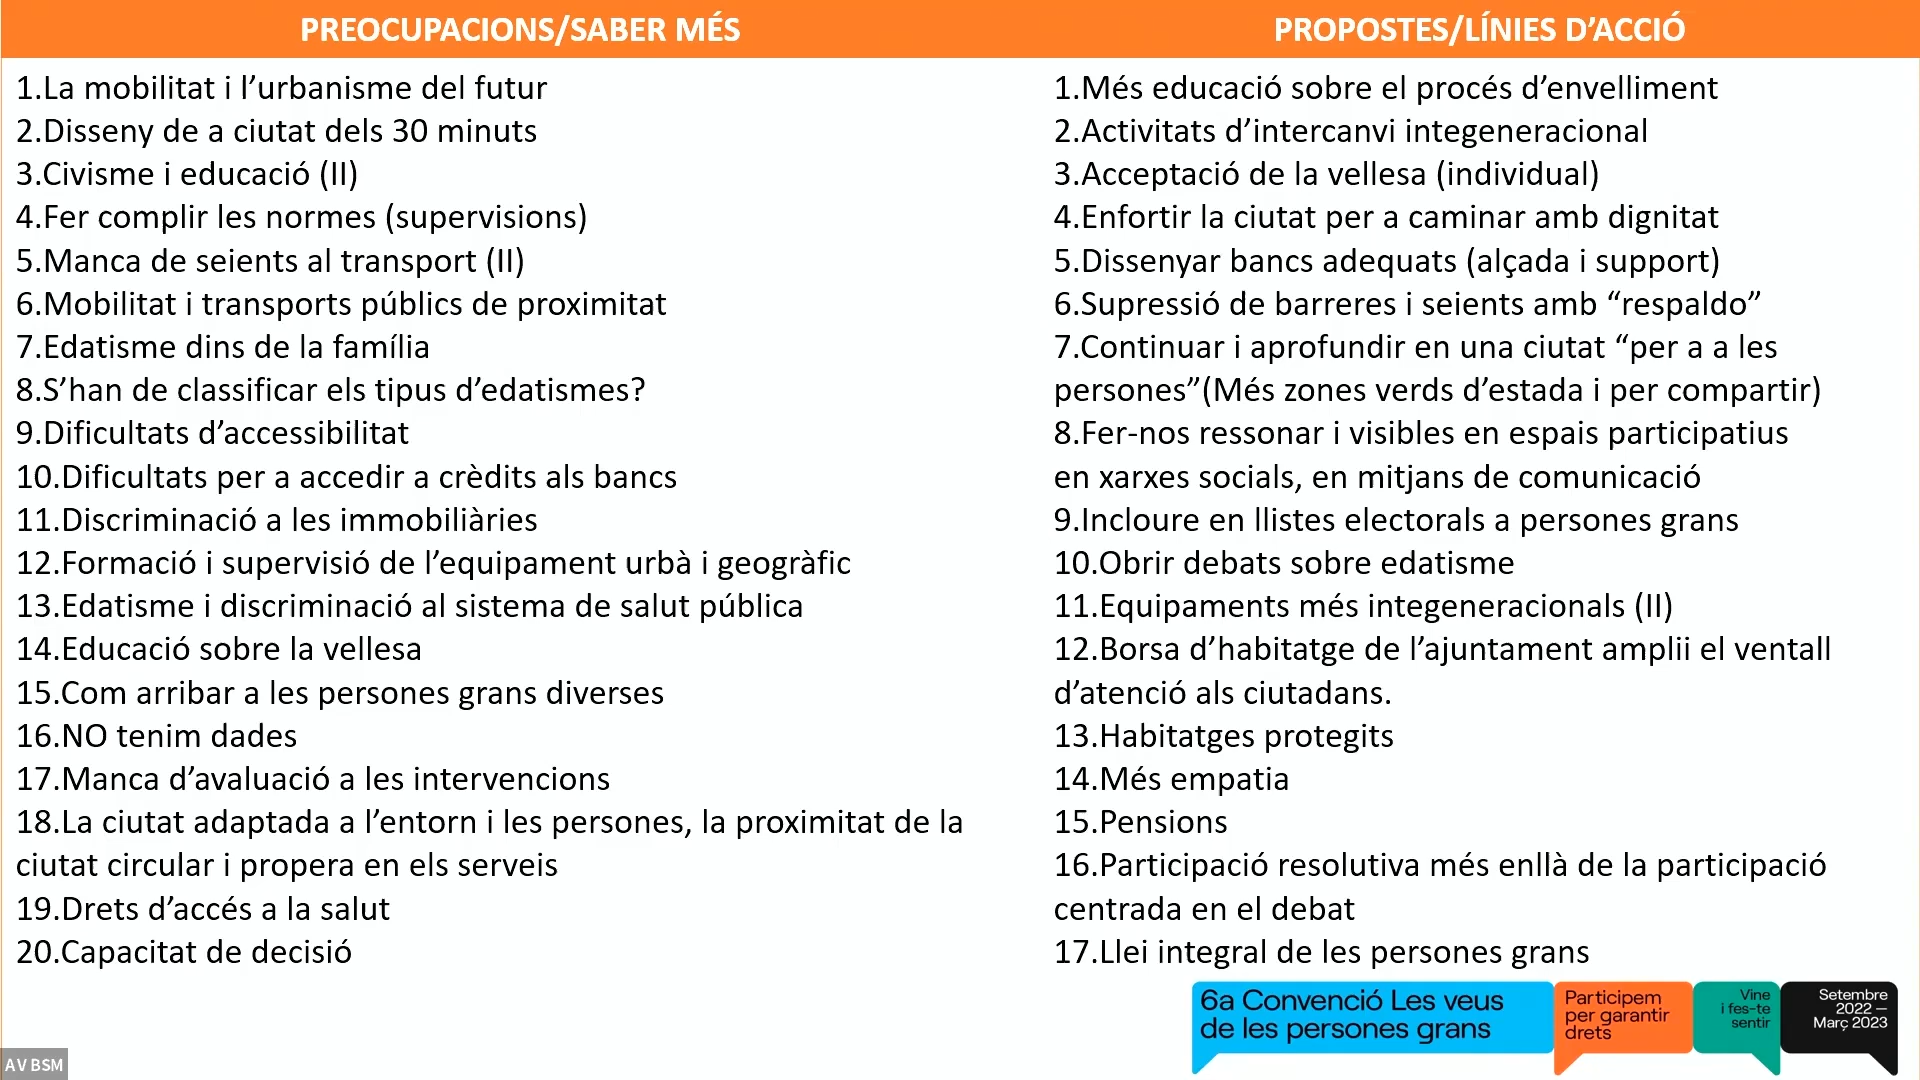 PREOCUPACIONS/SABER MÉS
1.La mobilitat i l’urbanisme del futur
2.Disseny de a ciutat dels 30 minuts
3.Civisme i educació (II)
4.Fer complir les normes (supervisions)
5.Manca de seients al transport (II)
6.Mobilitat i transports públics de proximitat
7.Edatisme dins de la família
8.S’han de classificar els tipus d’edatismes?
9.Dificultats d’accessibilitat
10.Dificultats per a accedir a crèdits als bancs
11.Discriminació a les immobiliàries
12.Formació i supervisió de l’equipament urbà i geogràfic
13.Edatisme i discriminació al sistema de salut pública
14.Educació sobre la vellesa
15.Com arribar a les persones grans diverses
16.NO tenim dades
17.Manca d’avaluació a les intervencions
18.La ciutat adaptada a l’entorn i les persones, la proximitat de la
ciutat circular i propera en els serveis
19.Drets d’accés a la salut
20.Capacitat de decisió
PROPOSTES/LÍNIES D’ACCIÓ
1.Més educació sobre el procés d’envelliment
2.Activitats d’intercanvi integeneracional
3.Acceptació de la vellesa (individual)
4.Enfortir la ciutat per a caminar amb dignitat
5.Dissenyar bancs adequats (alçada i support)
6.Supressió de barreres i seients amb “respaldo”
7.Continuar i aprofundir en una ciutat “per a a les
persones”(Més zones verds d’estada i per compartir)
8.Fer-nos ressonar i visibles en espais participatius
en xarxes socials, en mitjans de comunicació
9.Incloure en llistes electorals a persones grans
10.Obrir debats sobre edatisme
11.Equipaments més integeneracionals (II)
12.Borsa d’habitatge de l’ajuntament amplii el ventall
d’atenció als ciutadans.
13.Habitatges protegits
14.Més empatia
15.Pensions
16.Participació resolutiva més enllà de la participació
centrada en el debat
17.Llei integral de les persones grans
6a Convenció Les veus
de les persones grans
Participem
per garantir
drets
Vine
i fes-te
sentir
Setembre
2022 —
Març 2023
AV BSM